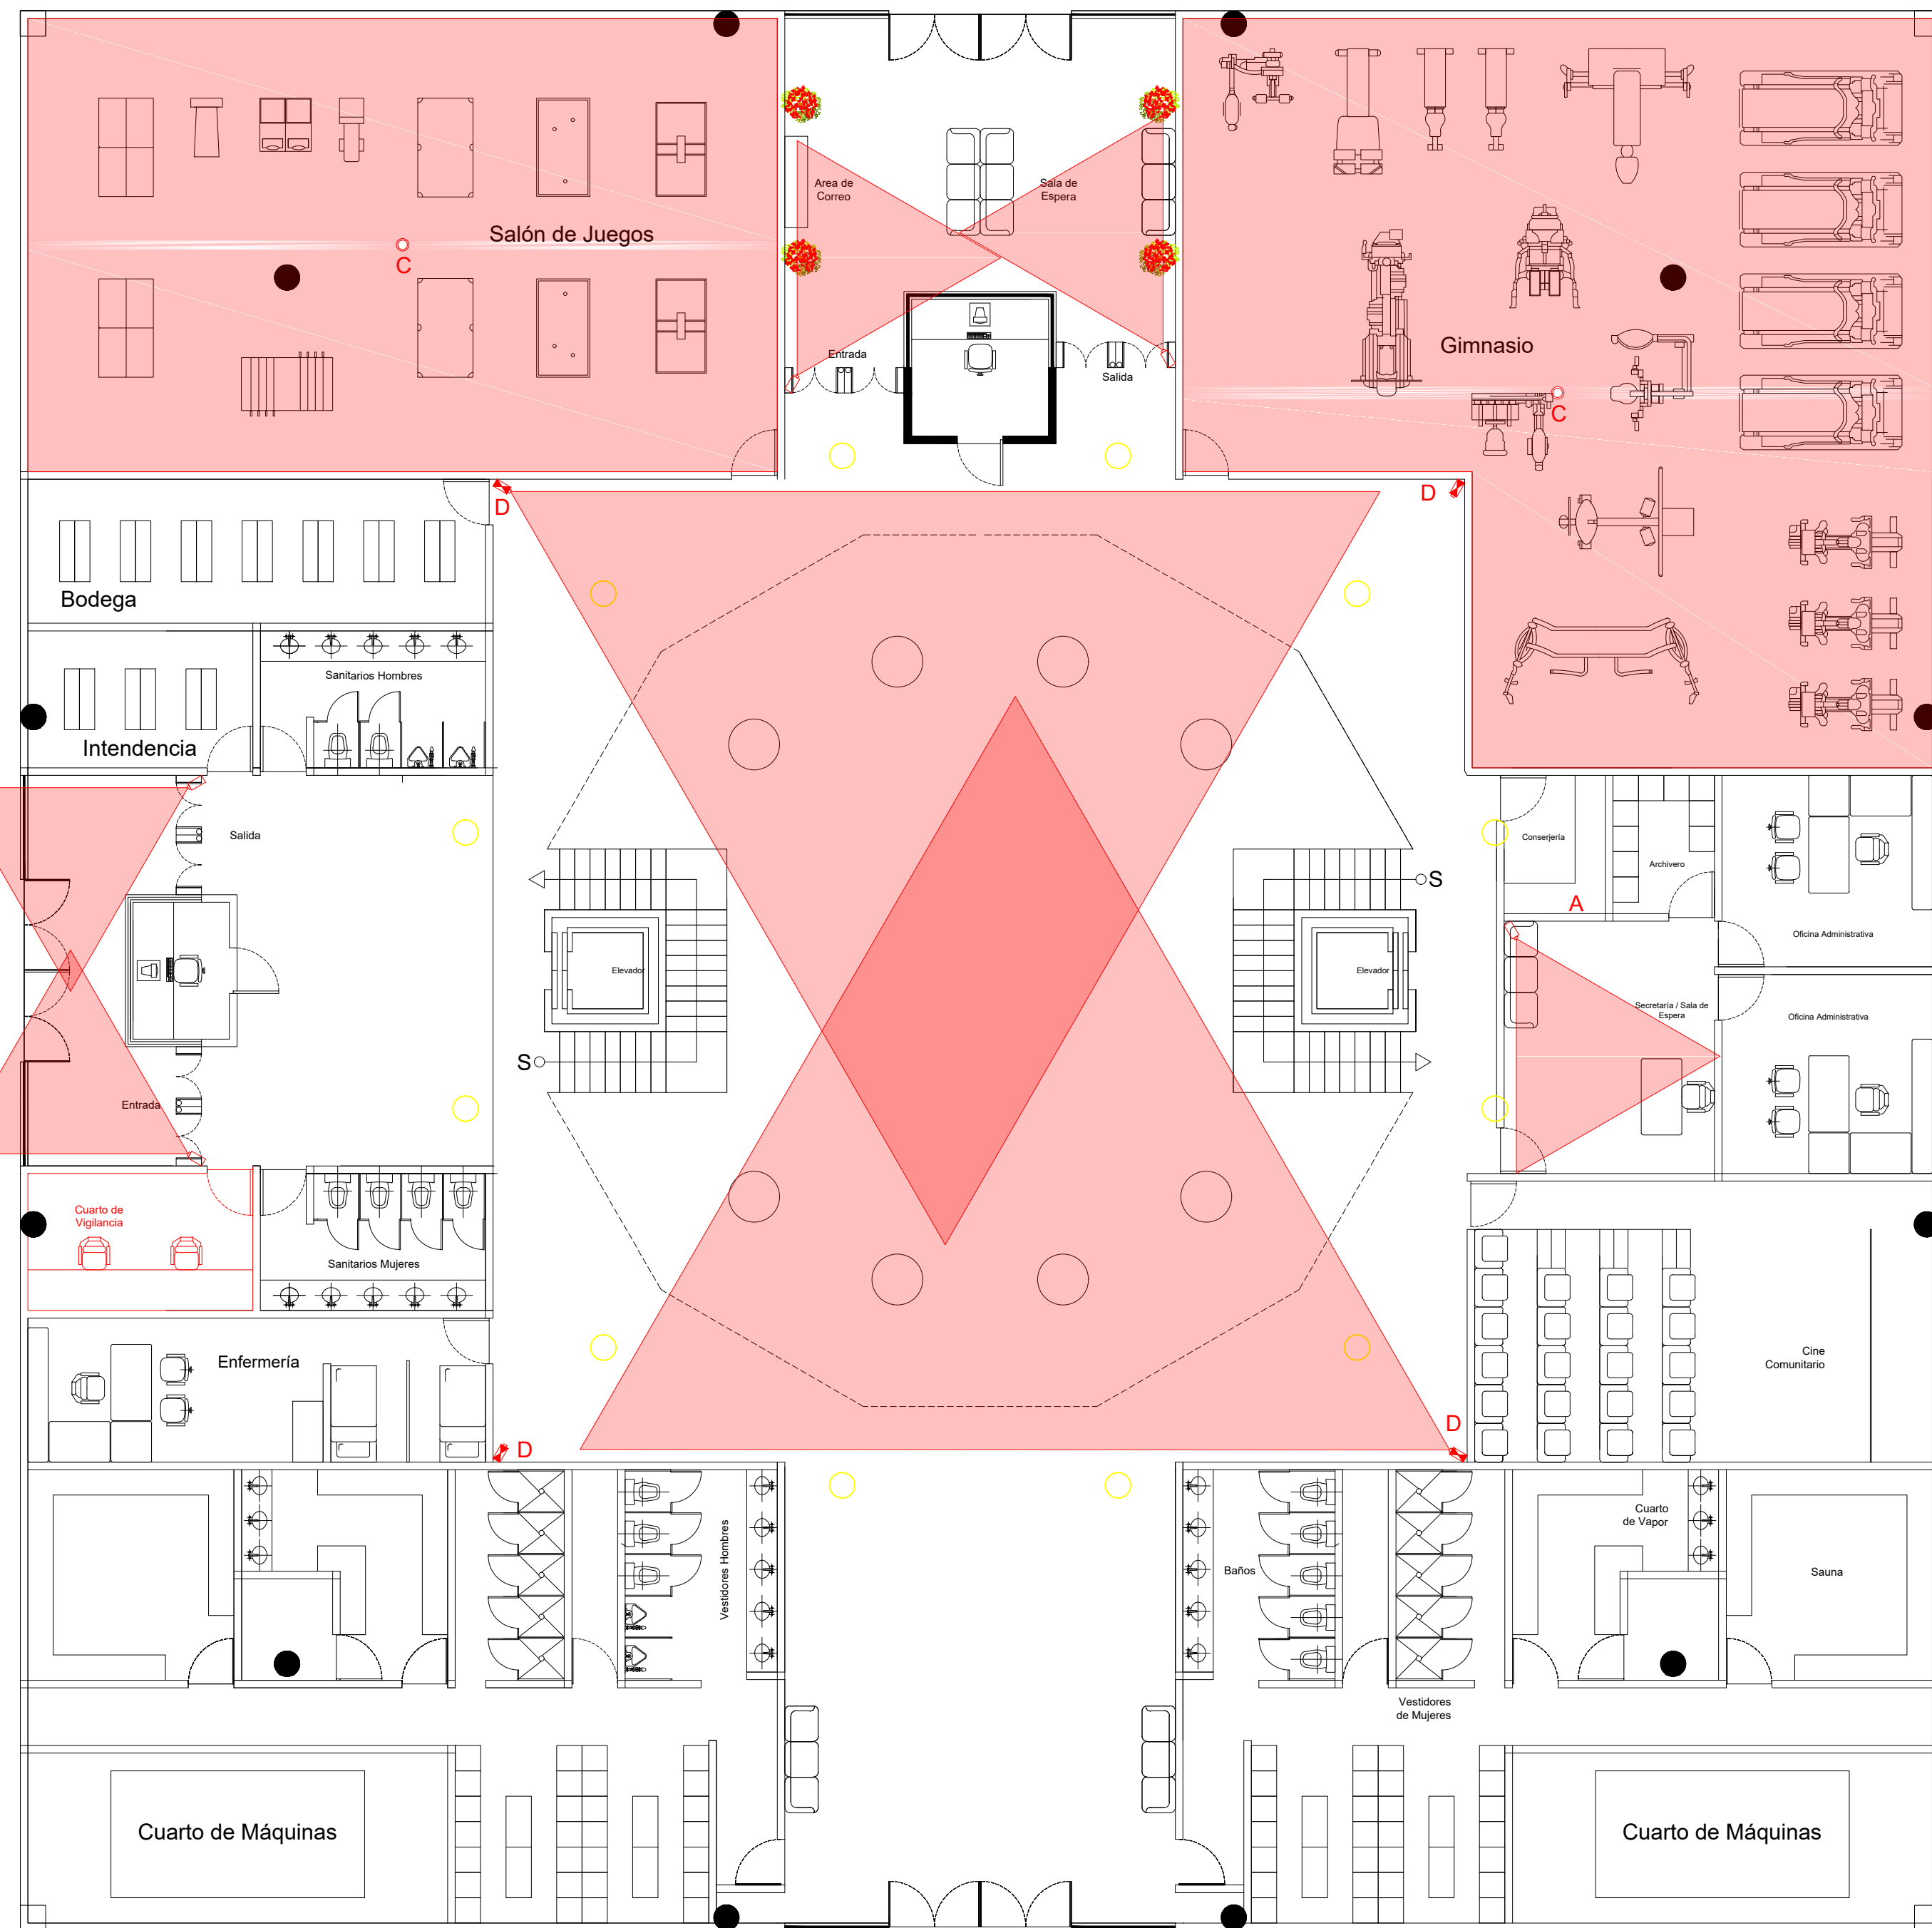 Area de
Correo
Sala de
Espera
Salón de Juegos
C
Gimnasio
Entrada
Salida
C
D
D
Bodega
Sanitarios Hombres
Intendencia
Salida
Conserjería
Archivero
S
A
Oficina Administrativa
Elevador
Elevador
Secretaría / Sala de
Espera
Oficina Administrativa
S
Entrada
Cuarto de
Vigilancia
Sanitarios Mujeres
Enfermería
Cine
Comunitario
D
D
Cuarto
de Vapor
Vestidores Hombres
Baños
Sauna
Vestidores
de Mujeres
Cuarto de Máquinas
Cuarto de Máquinas